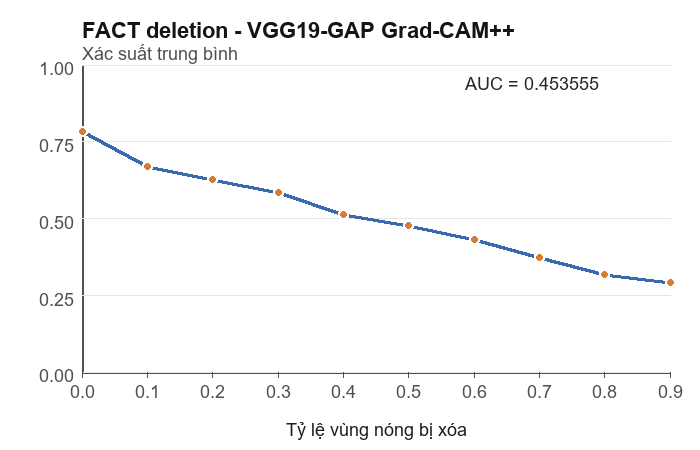 FACT deletion - VGG19-GAP Grad-CAM++
Xác suất trung bình
AUC = 0.453555
1.00
0.75
0.50
0.25
0.00
0.0 0.1 0.2 0.3 0.4 0.5 0.6 0.7 0.8 0.9
Tỷ lệ vùng nóng bị xóa